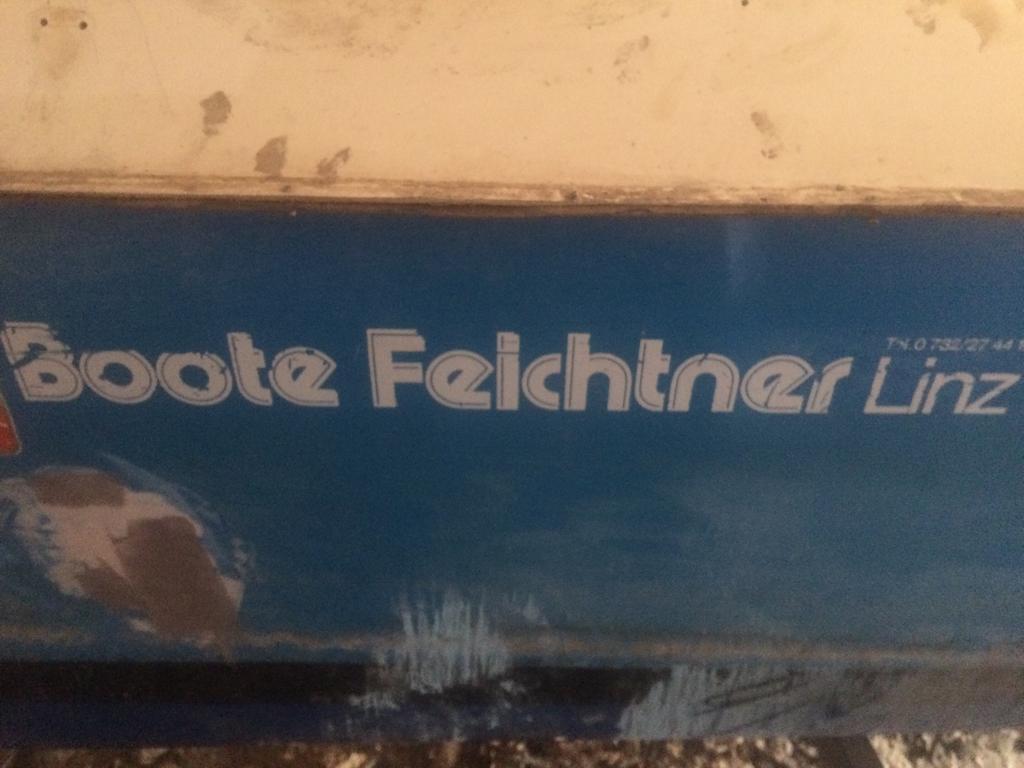 Boote Feichtner Linz
Tel. 0 732/27 44